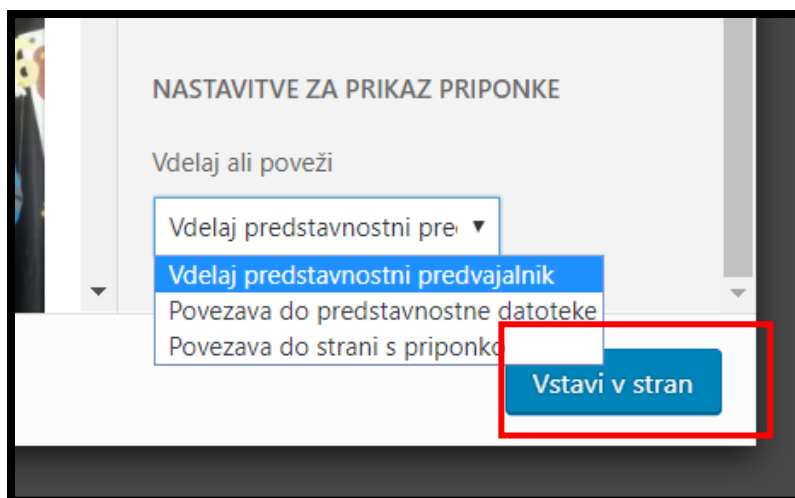 NASTAVITVE ZA PRIKAZ PRIPONKE
Vdelaj ali poveži
Vdelaj predstavnostni pre
Vdelaj predstavnostni predvajalnik
Povezava do predstavnostne datoteke
Povezava do strani s priponko
Vstavi v stran